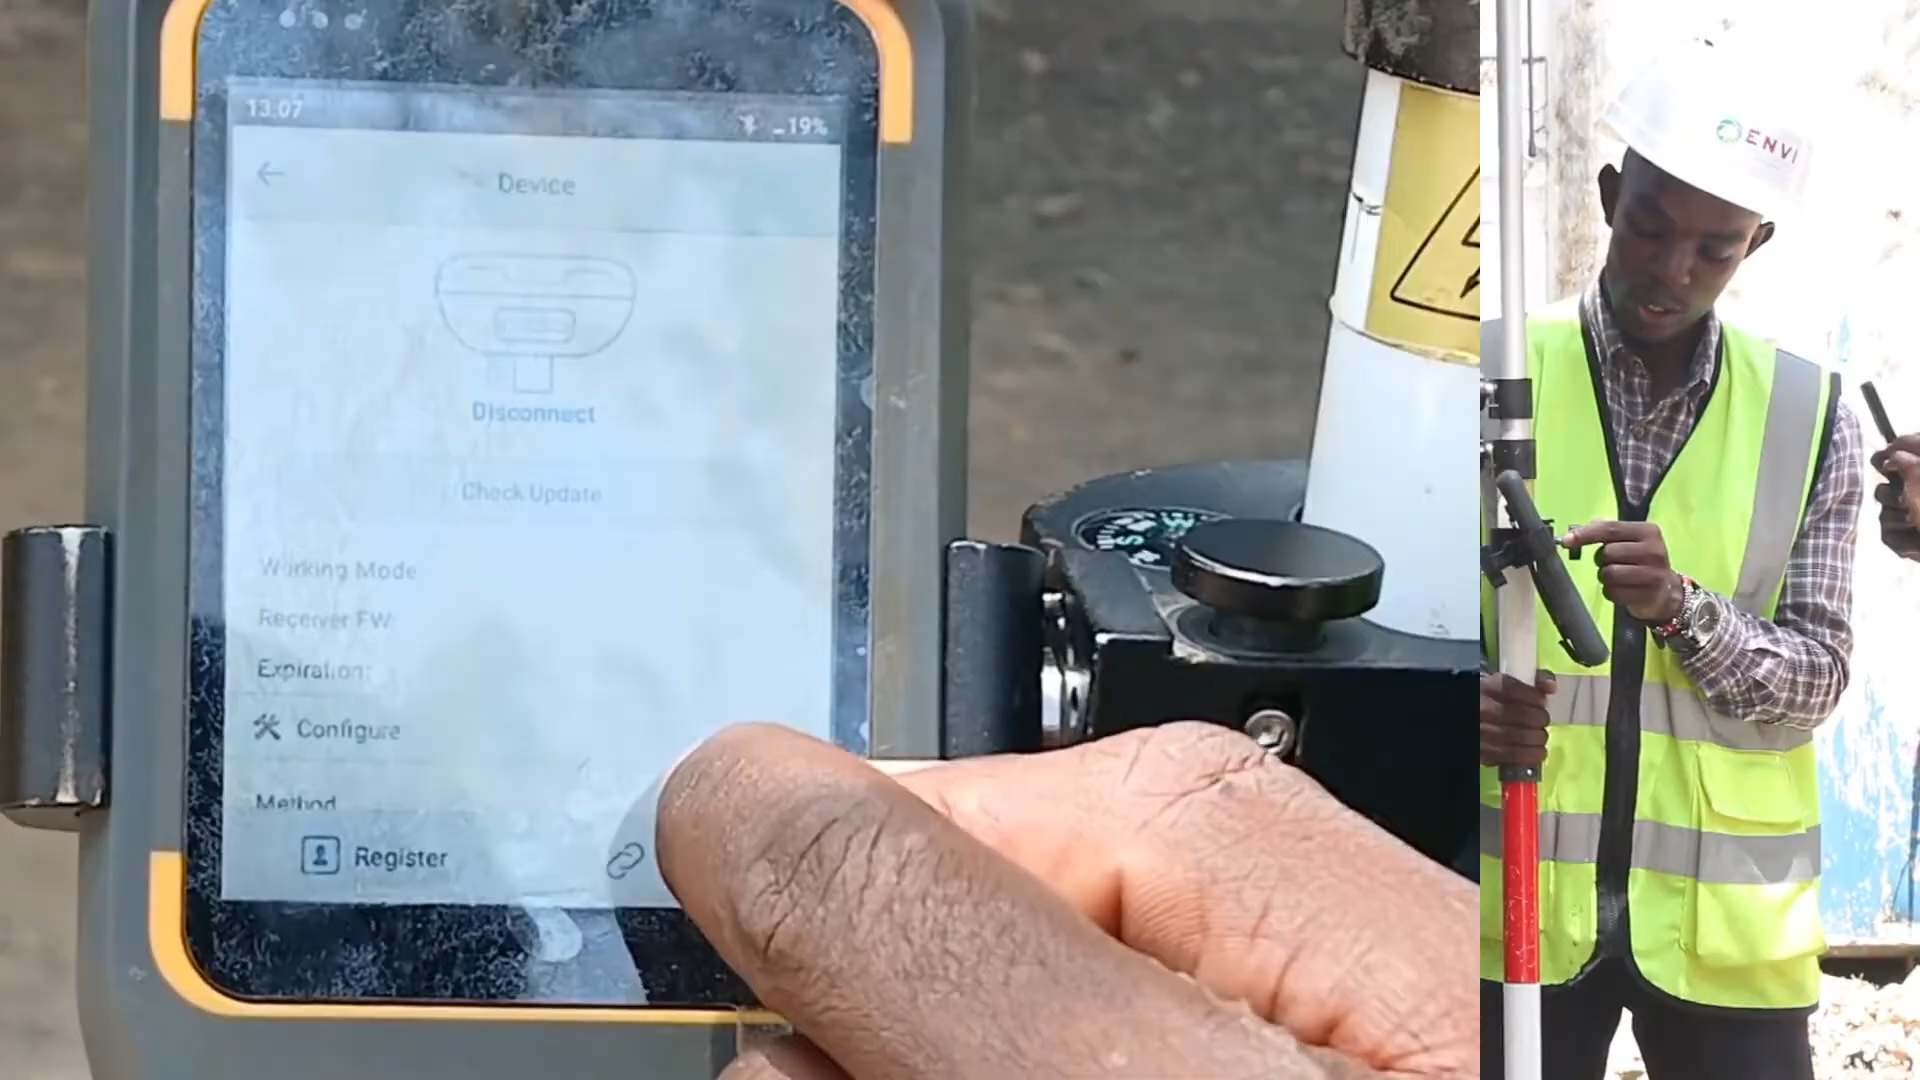 13:07
19%
Device
Disconnect
Check Update
Working Mode
Receiver FW:
Expiration:
Configure
Method
Register
ENVI
S